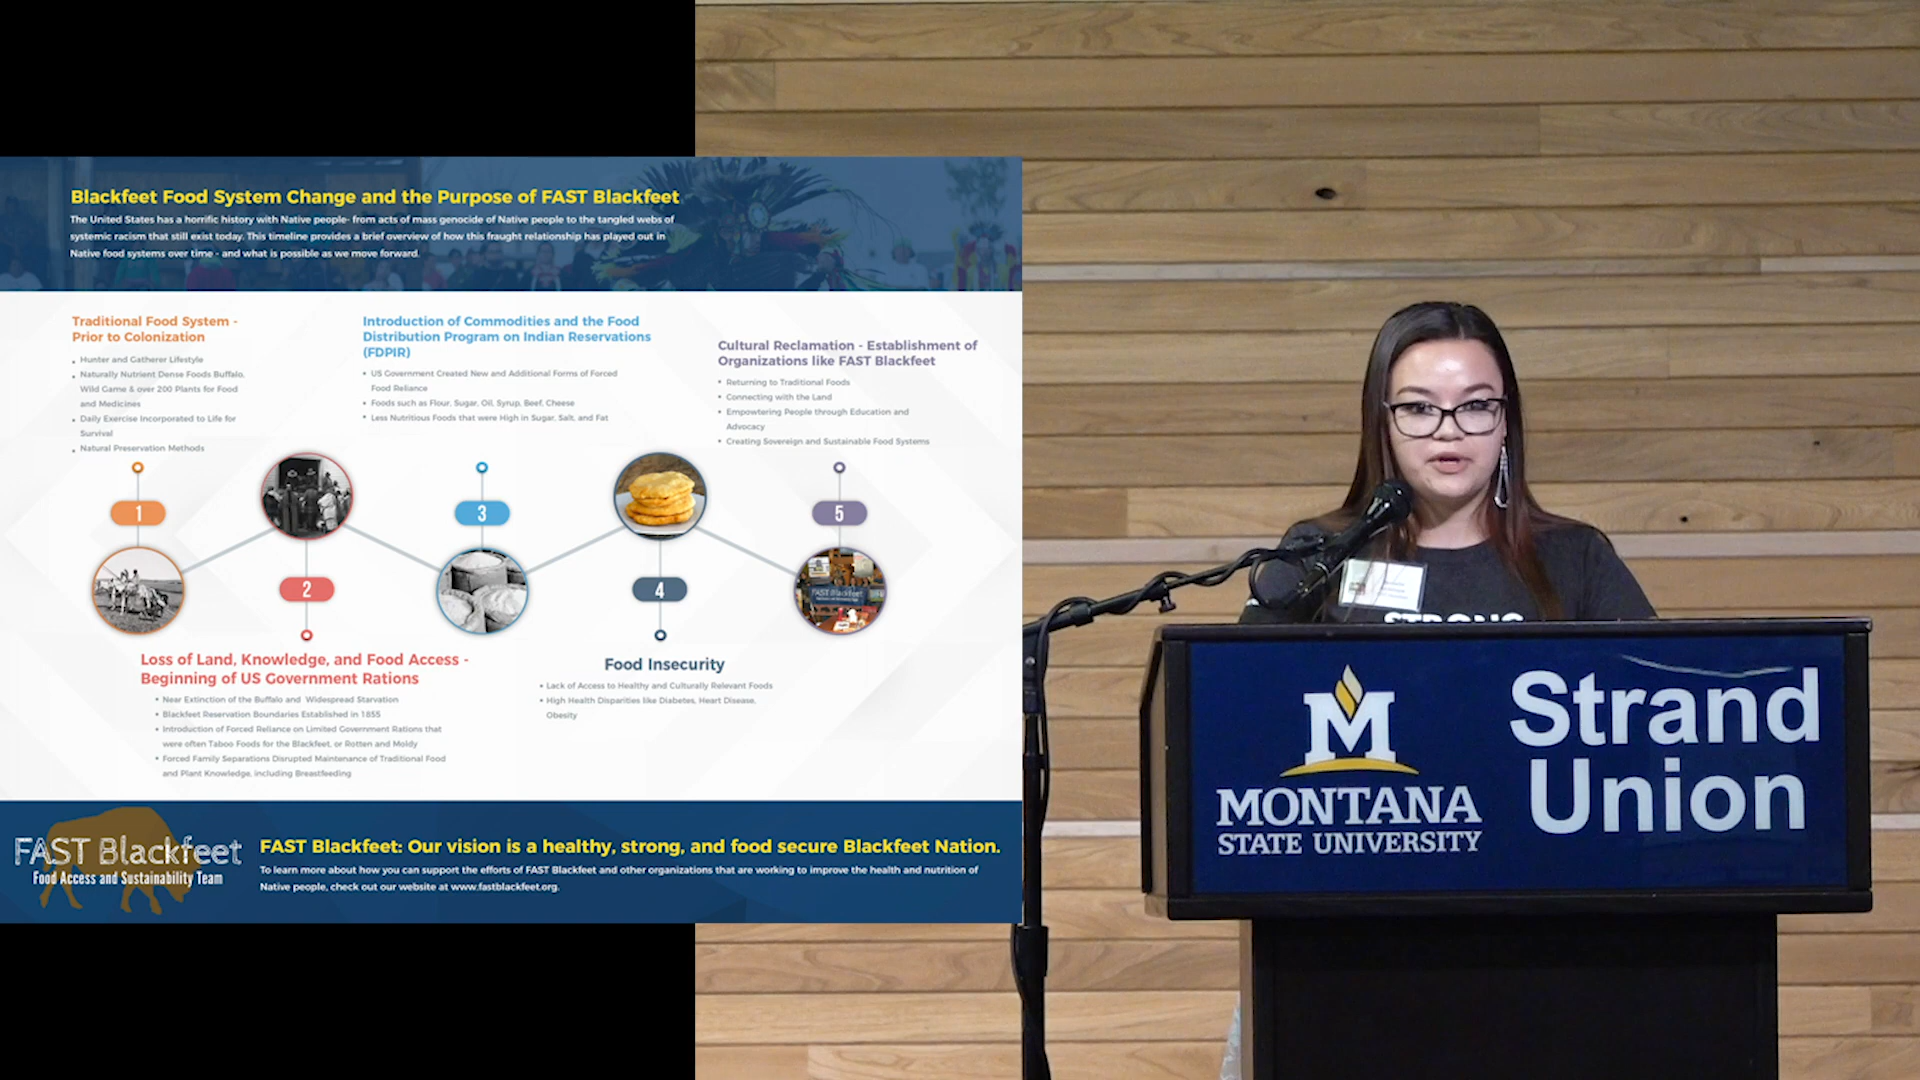 Blackfeet Food System Change and the Purpose of FAST Blackfeet
The United States has a horrific history with Native people- from acts of mass genocide of Native people to the tangled webs of
systemic racism that still exist today. This timeline provides a brief overview of how this fraught relationship has played out in
Native food systems over time - and what is possible as we move forward.
Traditional Food System -
Prior to Colonization
• Hunter and Gatherer Lifestyle
• Naturally Nutrient Dense Foods Buffalo,
Wild Game & over 200 Plants for Food
and Medicines
• Daily Exercise Incorporated to Life for
Survival
• Natural Preservation Methods
1
2
Loss of Land, Knowledge, and Food Access -
Beginning of US Government Rations
• Near Extinction of the Buffalo and Widespread Starvation
• Blackfeet Reservation Boundaries Established in 1855
• Introduction of Forced Reliance on Limited Government Rations that
were often Taboo Foods for the Blackfeet, or Rotten and Moldy
• Forced Family Separations Disrupted Maintenance of Traditional Food
and Plant Knowledge, including Breastfeeding
Introduction of Commodities and the Food
Distribution Program on Indian Reservations
(FDPIR)
• US Government Created New and Additional Forms of Forced
Food Reliance
• Foods such as Flour, Sugar, Oil, Syrup, Beef, Cheese
• Less Nutritious Foods that were High in Sugar, Salt, and Fat
3
4
Food Insecurity
• Lack of Access to Healthy and Culturally Relevant Foods
• High Health Disparities like Diabetes, Heart Disease,
Obesity
Cultural Reclamation - Establishment of
Organizations like FAST Blackfeet
• Returning to Traditional Foods
• Connecting with the Land
• Empowtering People through Education and
Advocacy
• Creating Sovereign and Sustainable Food Systems
5
FAST Blackfeet
FAST Blackfeet
Food Access and Sustainability Team
FAST Blackfeet: Our vision is a healthy, strong, and food secure Blackfeet Nation.
To learn more about how you can support the efforts of FAST Blackfeet and other organizations that are working to improve the health and nutrition of
Native people, check out our website at www.fastblackfeet.org.
STRONG
M
MONTANA
STATE UNIVERSITY
Strand
Union